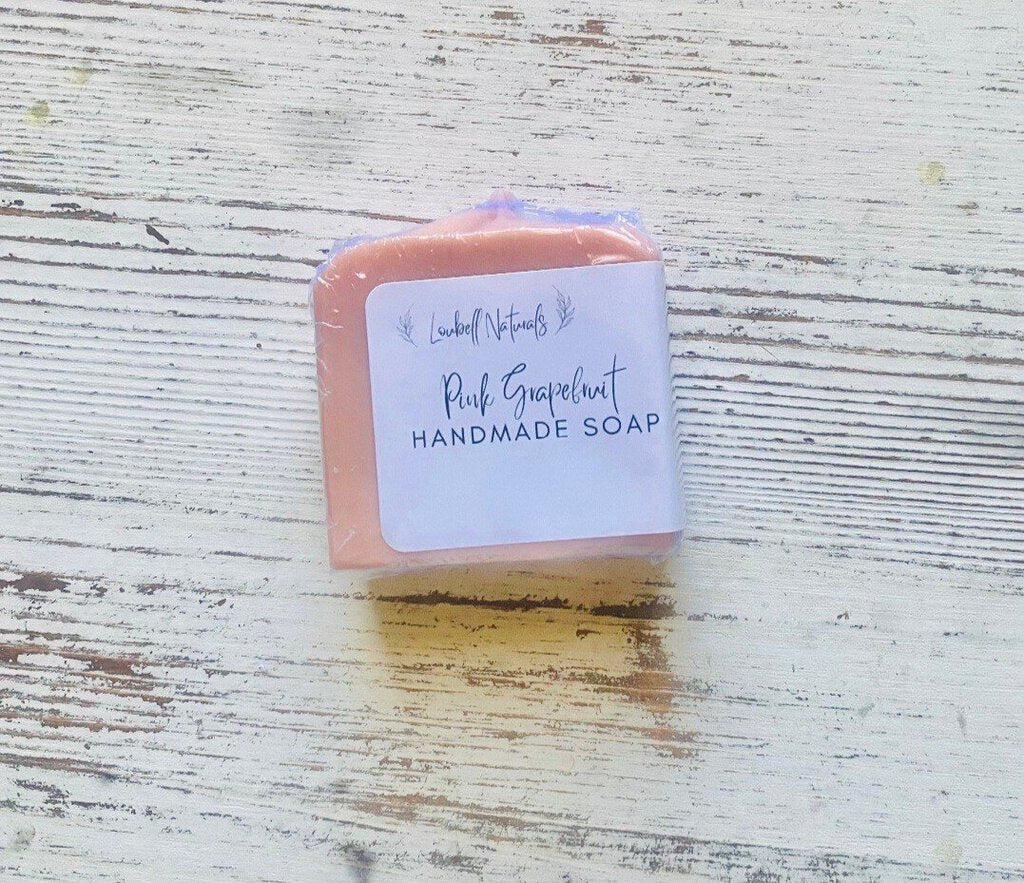 Loubell Naturals
Pink Grapefruit
HANDMADE SOAP